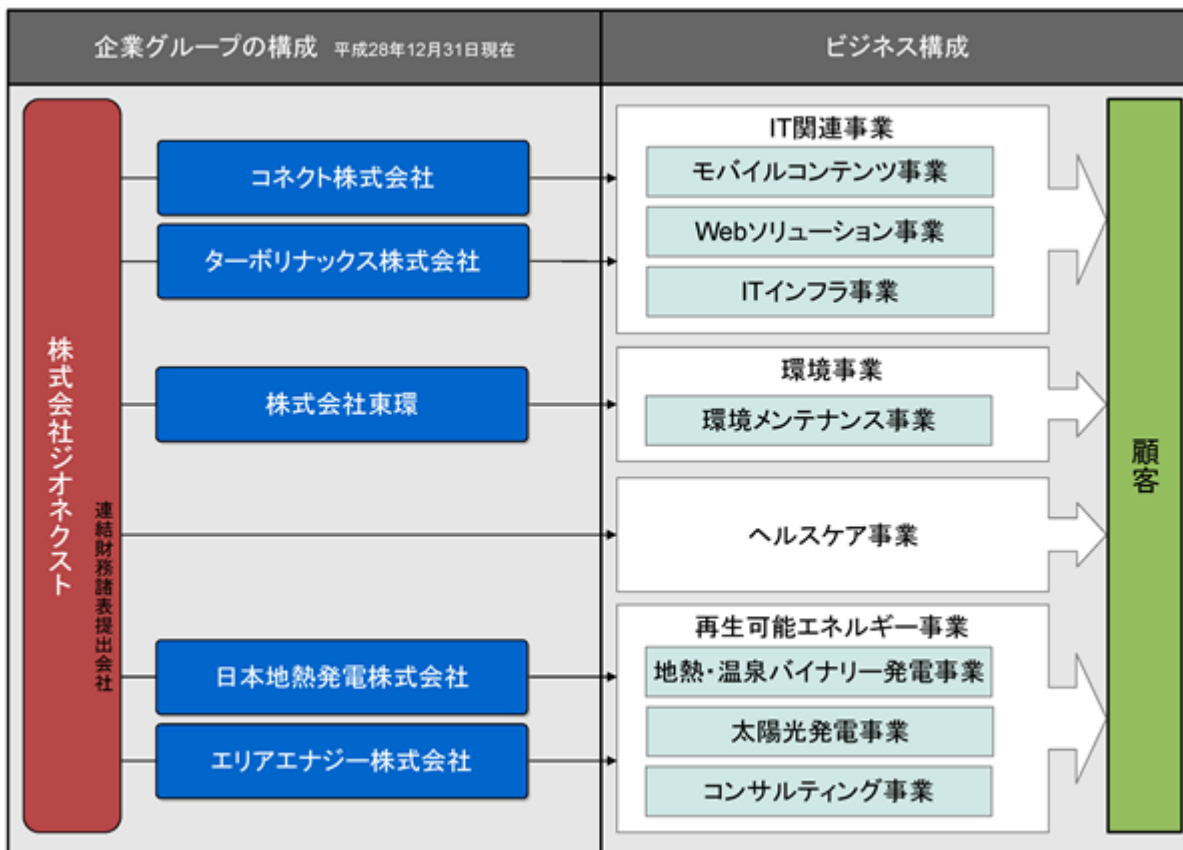 企業グループの構成 平成28年12月31日現在
ビジネス構成
株式会社ジオネクスト
連結財務諸表提出会社
コネクト株式会社
ターボリナックス株式会社
株式会社東環
日本地熱発電株式会社
エリアエナジー株式会社
IT関連事業
モバイルコンテンツ事業
Webソリューション事業
ITインフラ事業
環境事業
環境メンテナンス事業
ヘルスケア事業
再生可能エネルギー事業
地熱・温泉バイナリー発電事業
太陽光発電事業
コンサルティング事業
顧客